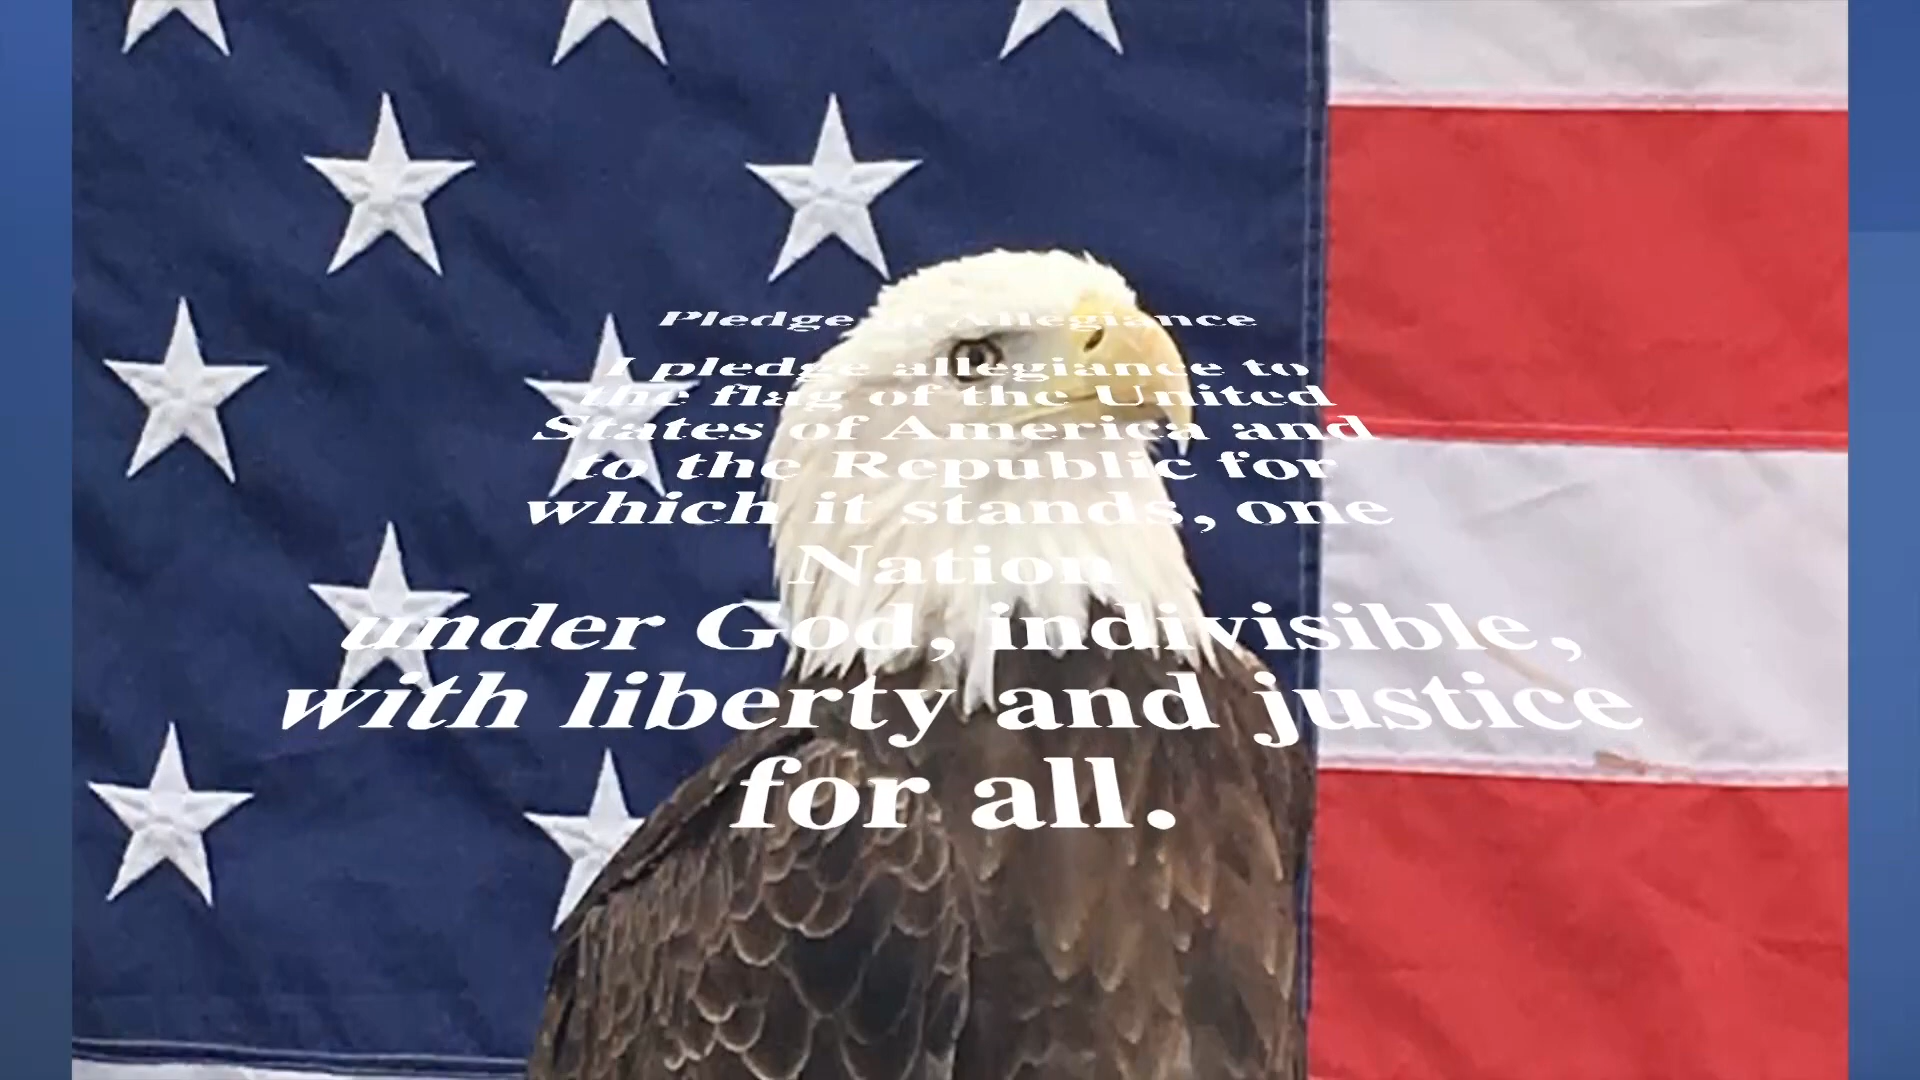 Pledge of Allegiance
I pledge allegiance to
the flag of the United
States of America and
to the Republic for
which it stands, one
Nation
under God, indivisible,
with liberty and justice
for all.